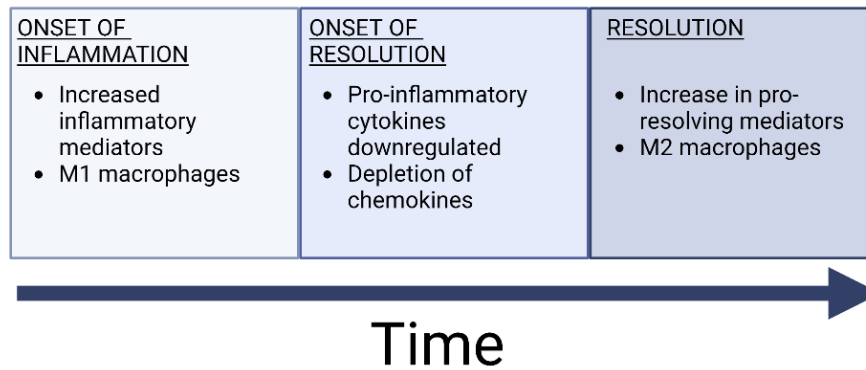 ONSET OF
INFLAMMATION
• Increased
inflammatory
mediators
• M1 macrophages
ONSET OF
RESOLUTION
• Pro-inflammatory
cytokines
downregulated
• Depletion of
chemokines
RESOLUTION
• Increase in pro-
resolving mediators
• M2 macrophages
Time